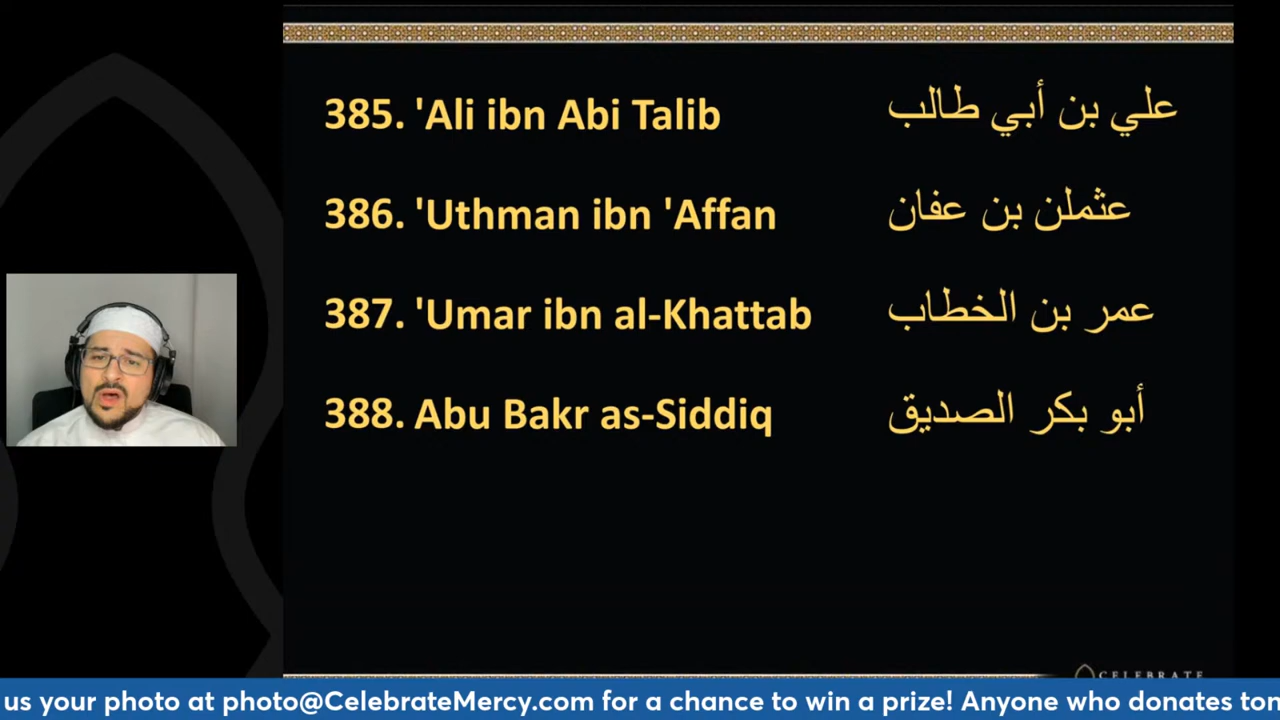 385. 'Ali ibn Abi Talib علي بن أبي طالب
386. 'Uthman ibn 'Affan عثملن بن عفان
387. 'Umar ibn al-Khattab عمر بن الخطاب
388. Abu Bakr as-Siddiq أبو بكر الصديق
CELEBRATE
us your photo at photo@CelebrateMercy.com for a chance to win a prize! Anyone who donates